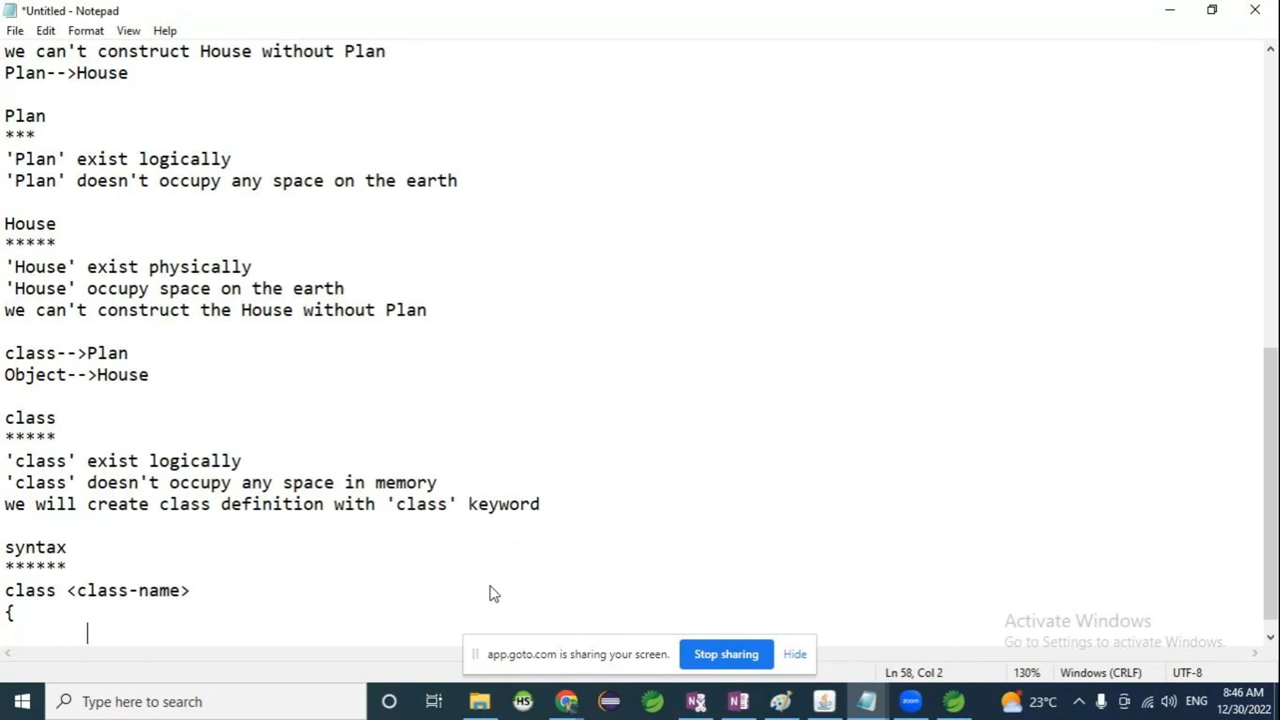 *Untitled - Notepad
File Edit Format View Help
we can't construct House without Plan
Plan-->House
Plan
***
'Plan' exist logically
'Plan' doesn't occupy any space on the earth
House
*****
'House' exist physically
'House' occupy space on the earth
we can't construct the House without Plan
class-->Plan
Object-->House
class
*****
'class' exist logically
'class' doesn't occupy any space in memory
we will create class definition with 'class' keyword
syntax
******
class <class-name>
{
Activate Windows
Go to Settings to activate Windows.
app.goto.com is sharing your screen. Stop sharing Hide
Ln 58, Col 2 130% Windows (CRLF) UTF-8
Type here to search HS N 23°C ENG 8:46 AM
12/30/2022